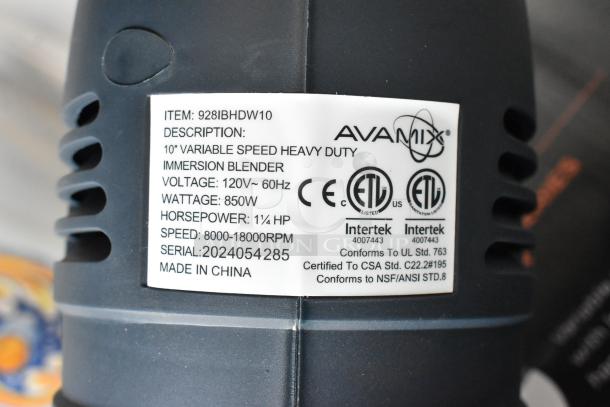 ITEM: 928IBHDW10
DESCRIPTION:
10" VARIABLE SPEED HEAVY DUTY
IMMERSION BLENDER
VOLTAGE: 120V~ 60Hz
WATTAGE: 850W
HORSEPOWER: 1¼ HP
SPEED: 8000-18000RPM
SERIAL:2024054285
MADE IN CHINA
AVAMIX®
CE
c ETL us
LISTED
Intertek
4007443
ETL
Intertek
4007443
Conforms To UL Std. 763
Certified To CSA Std. C22.2#195
Conforms to NSF/ANSI STD.8